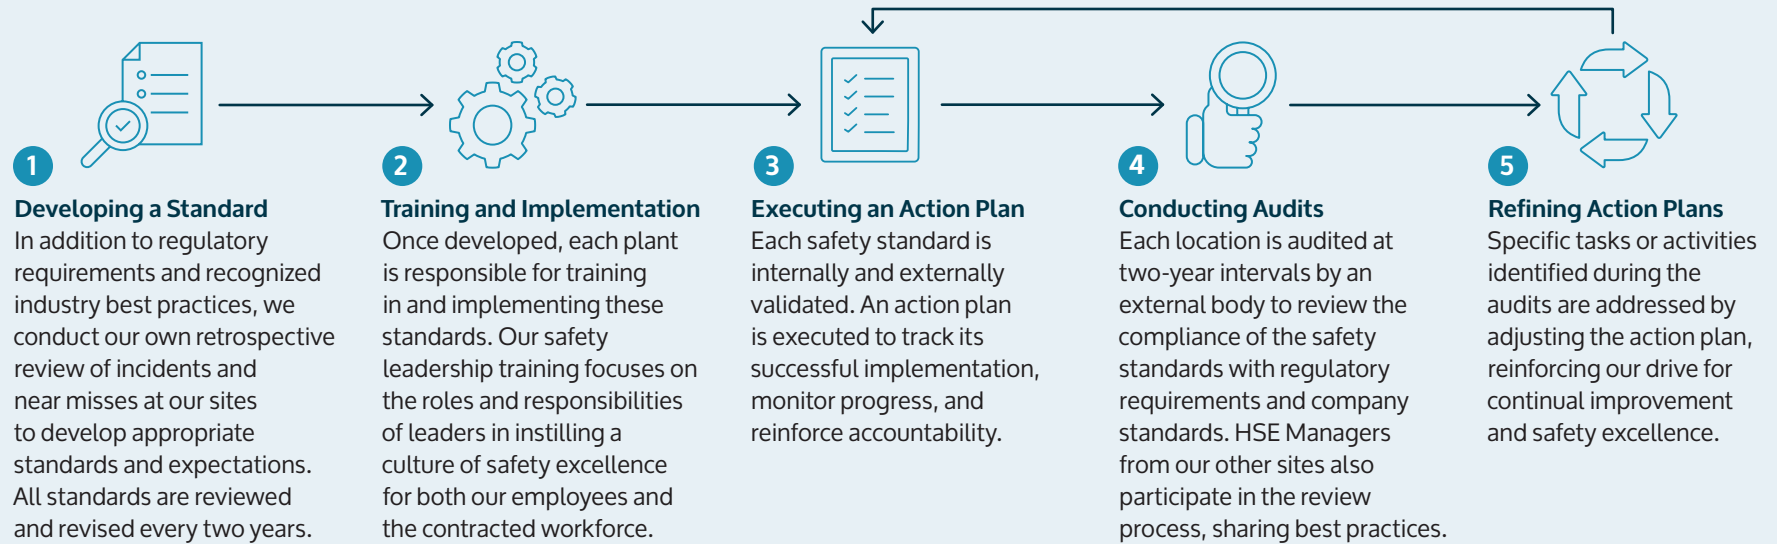 1
Developing a Standard
In addition to regulatory
requirements and recognized
industry best practices, we
conduct our own retrospective
review of incidents and
near misses at our sites
to develop appropriate
standards and expectations.
All standards are reviewed
and revised every two years.
2
Training and Implementation
Once developed, each plant
is responsible for training
in and implementing these
standards. Our safety
leadership training focuses on
the roles and responsibilities
of leaders in instilling a
culture of safety excellence
for both our employees and
the contracted workforce.
3
Executing an Action Plan
Each safety standard is
internally and externally
validated. An action plan
is executed to track its
successful implementation,
monitor progress, and
reinforce accountability.
4
Conducting Audits
Each location is audited at
two-year intervals by an
external body to review the
compliance of the safety
standards with regulatory
requirements and company
standards. HSE Managers
from our other sites also
participate in the review
process, sharing best practices.
5
Refining Action Plans
Specific tasks or activities
identified during the
audits are addressed by
adjusting the action plan,
reinforcing our drive for
continual improvement
and safety excellence.